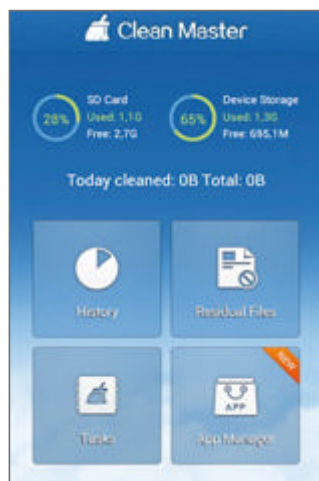 Clean Master
28%
SD Card
Used: 1,1G
Free: 2,7G
65%
Device Storage
Used: 1,3G
Free: 695,1M
Today cleaned: 0B Total: 0B
History
Residual Files
NEW
Tasks
APP
App Manager